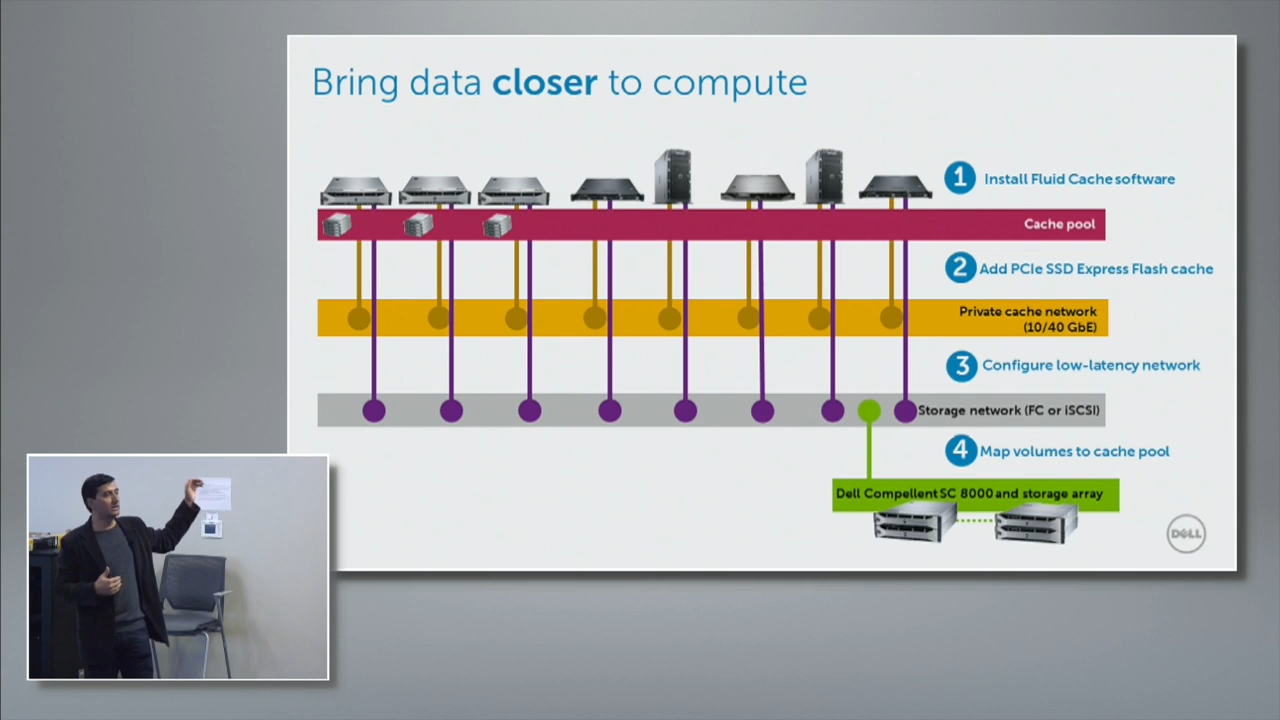 Bring data closer to compute
1 Install Fluid Cache software
Cache pool
2 Add PCIe SSD Express Flash cache
Private cache network
(10/40 GbE)
3 Configure low-latency network
Storage network (FC or iSCSI)
4 Map volumes to cache pool
Dell Compellent SC 8000 and storage array
DELL